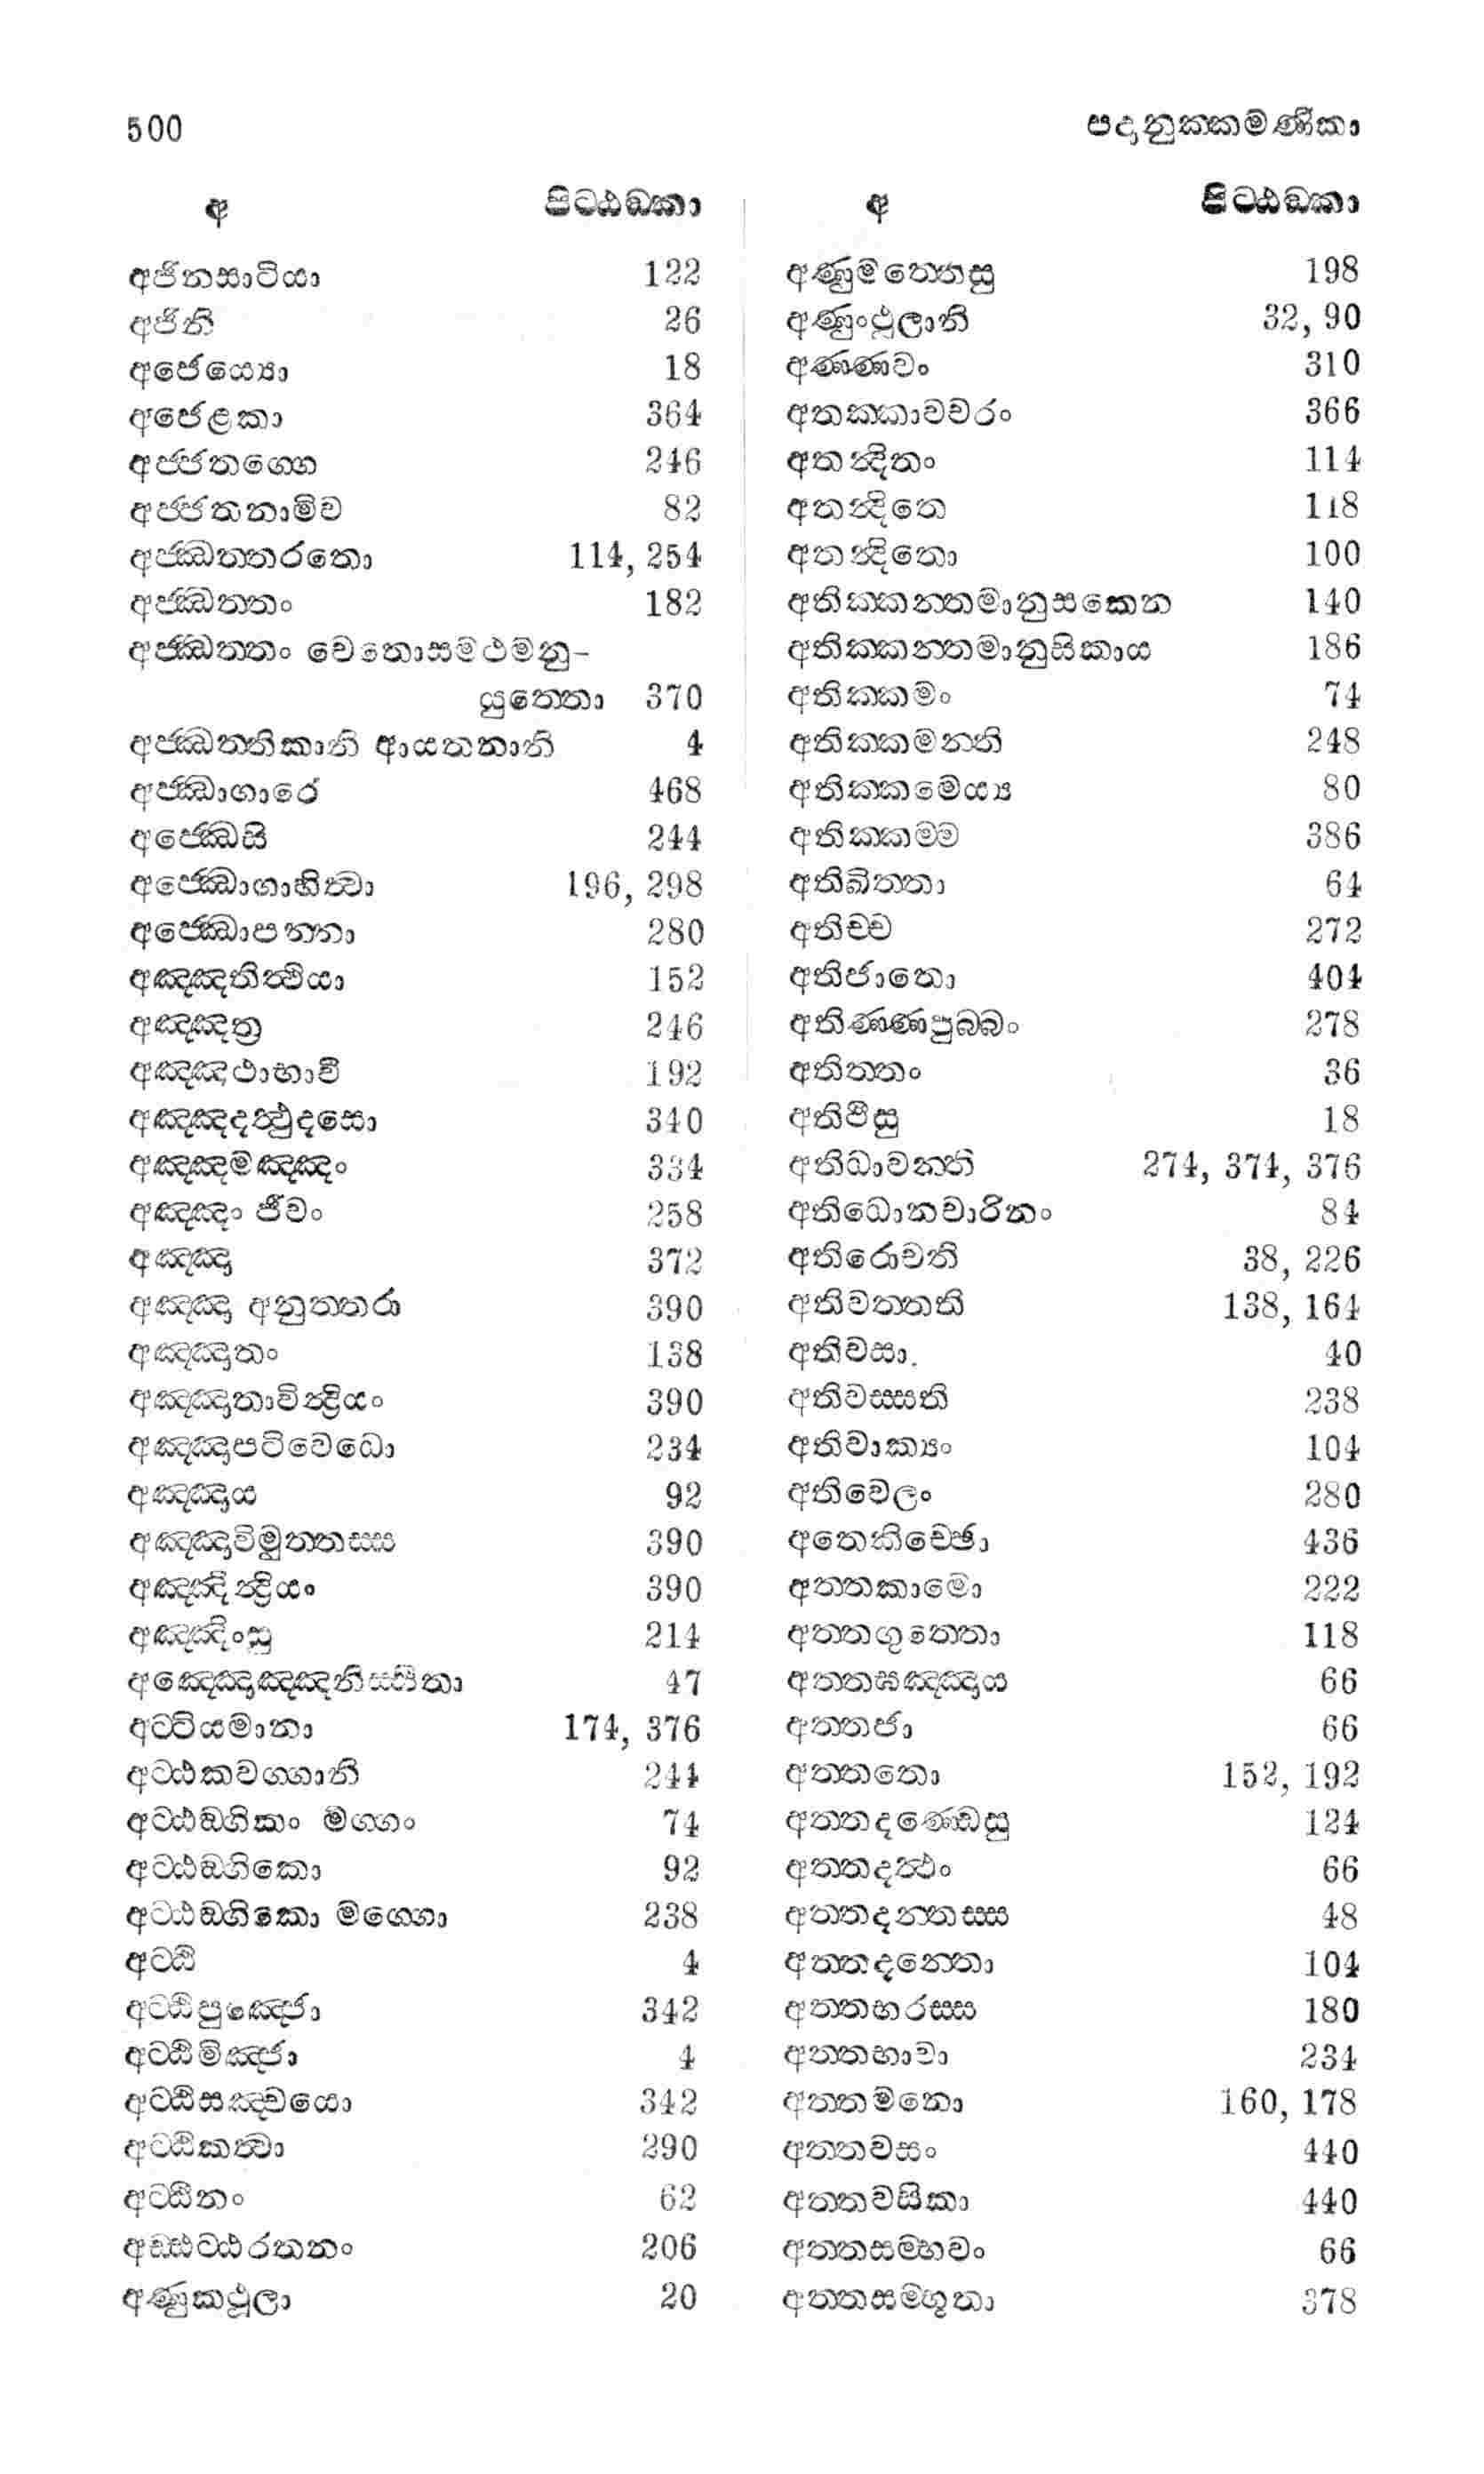 500 පදානුක්කමණිකා
අ පිට්ඨඞ්කා
අජිනසාටියා 122
අජිනි 26
අජෙය්‍යො 18
අජෙළකා 364
අජ්ජතග්ගෙ 246
අජ්ජතනාමිව 82
අජ්ඣත්තරතො 114, 254
අජ්ඣත්තං 182
අජ්ඣත්තං චෙතොසමථමනු-
යුත්තො 370
අජ්ඣත්තිකානි ආයතනානි 4
අජ්ඣාගාරේ 468
අජ්ඣෙසි 244
අජ්ඣොගාහිත්‍වා 196, 298
අජ්ඣොපන්නා 280
අඤ්ඤතිත්‍ථියා 152
අඤ්ඤත්‍ර 246
අඤ්ඤථාභාවී 192
අඤ්ඤදත්‍ථුදසො 340
අඤ්ඤමඤ්ඤං 334
අඤ්ඤං ජීවං 258
අඤ්ඤා 372
අඤ්ඤා අනුත්තරා 390
අඤ්ඤාතං 138
අඤ්ඤාතාවින්‍ද්‍රියං 390
අඤ්ඤාපටිවෙධො 234
අඤ්ඤාය 92
අඤ්ඤාවිමුත්තස්ස 390
අඤ්ඤින්‍ද්‍රියං 390
අඤ්ඤිංසු 214
අඤ්ඤොඤ්ඤනිස්සිතා 47
අට්ටියමානා 174, 376
අට්ඨකවග්ගානි 244
අට්ඨඞ්ගිකං මග්ගං 74
අට්ඨඞ්ගිකො 92
අට්ඨඞ්ගිකො මග්ගො 238
අට්ඨි 4
අට්ඨිපුඤ්ජො 342
අට්ඨිමිඤ්ජා 4
අට්ඨිසඤ්චයො 342
අට්ඨිකත්‍වා 290
අට්ඨීනං 62
අඩ්ඪට්ඨරතනං 206
අණුකථූලා 20
අ පිට්ඨඞ්කා
අණුමත්තෙසු 198
අණුංථූලානි 32, 90
අණ්ණවං 310
අතක්කාවචරං 366
අතන්‍දිතං 114
අතන්‍දිතෙ 118
අතන්‍දිතො 100
අතික්කන්තමානුසකෙන 140
අතික්කන්තමානුසිකාය 186
අතික්කමං 74
අතික්කමන්ති 248
අතික්කමෙය්‍ය 80
අතික්කම්ම 386
අතිඛිත්තා 64
අතිච්ච 272
අතිජාතො 404
අතිණ්ණපුබ්බං 278
අතිත්තං 36
අතිපීසු 18
අතිධාවන්ති 274, 374, 376
අතිධොනචාරිනං 84
අතිරොචති 38, 226
අතිවත්තති 138, 164
අතිවසා. 40
අතිවස්සති 238
අතිවාක්‍යං 104
අතිවෙලං 280
අතෙකිච්ඡො 436
අත්තකාමො 222
අත්තගුත්තො 118
අත්තඝඤ්ඤාය 66
අත්තජා 66
අත්තතො 152, 192
අත්තදණ්ඩෙසු 124
අත්තදත්‍ථං 66
අත්තදන්තස්ස 48
අත්තදන්තො 104
අත්තභරස්ස 180
අත්තභාවා 234
අත්තමනො 160, 178
අත්තවසං 440
අත්තවසිකා 440
අත්තසම්භවං 66
අත්තසම්භූතා 378